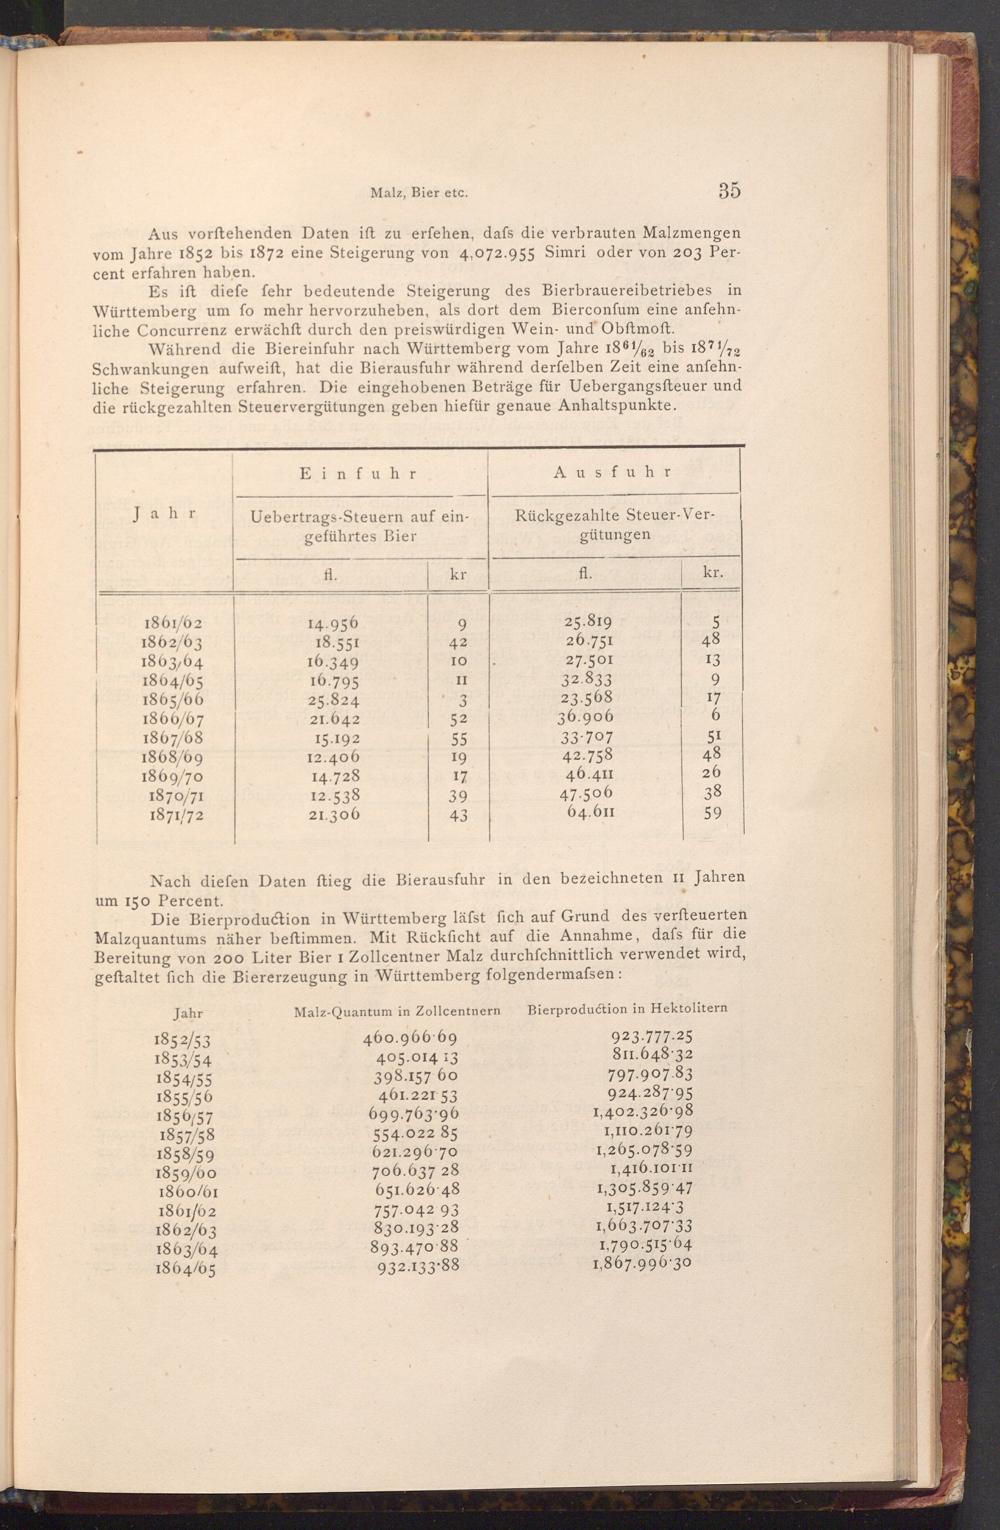 Malz, Bier etc. 35
Aus vorſtehenden Daten iſt zu erſehen, daſs die verbrauten Malzmengen
vom Jahre 1852 bis 1872 eine Steigerung von 4,072.955 Simri oder von 203 Per-
cent erfahren haben.
Es iſt dieſe ſehr bedeutende Steigerung des Bierbrauereibetriebes in
Württemberg um ſo mehr hervorzuheben, als dort dem Bierconſum eine anſehn-
liche Concurrenz erwächſt durch den preiswürdigen Wein- und Obſtmoſt.
Während die Biereinfuhr nach Württemberg vom Jahre 1861/62 bis 1871/72
Schwankungen aufweiſt, hat die Bierausfuhr während derſelben Zeit eine anſehn-
liche Steigerung erfahren. Die eingehobenen Beträge für Uebergangsſteuer und
die rückgezahlten Steuervergütungen geben hiefür genaue Anhaltspunkte.
Jahr Einfuhr Ausfuhr
Uebertrags-Steuern auf ein- Rückgezahlte Steuer-Ver-
geführtes Bier gütungen
fl. kr fl. kr.
1861/62 14.956 9 25.819 5
1862/63 18.551 42 26.751 48
1863/64 16.349 10 27.501 13
1864/65 16.795 11 32.833 9
1865/66 25.824 3 23.568 17
1866/67 21.642 52 36.906 6
1867/68 15.192 55 33.707 51
1868/69 12.406 19 42.758 48
1869/70 14.728 17 46.411 26
1870/71 12.538 39 47.506 38
1871/72 21.306 43 64.611 59
Nach dieſen Daten ſtieg die Bierausfuhr in den bezeichneten 11 Jahren
um 150 Percent.
Die Bierproduction in Württemberg läſst ſich auf Grund des verſteuerten
Malzquantums näher beſtimmen. Mit Rückſicht auf die Annahme, daſs für die
Bereitung von 200 Liter Bier 1 Zollcentner Malz durchſchnittlich verwendet wird,
geſtaltet ſich die Biererzeugung in Württemberg folgendermaſsen:
Jahr Malz-Quantum in Zollcentnern Bierproduction in Hektolitern
1852/53 460.966·69 923.777·25
1853/54 405.014 13 811.648·32
1854/55 398.157 60 797.907·83
1855/56 461.221 53 924.287·95
1856/57 699.763·96 1,402.326·98
1857/58 554.022 85 1,110.261·79
1858/59 621.296·70 1,265.078·59
1859/60 706.637 28 1,416.101·11
1860/61 651.626·48 1,305.859·47
1861/62 757.042 93 1,517.124·3
1862/63 830.193·28 1,663.707·33
1863/64 893.470·88 1,790.515·64
1864/65 932.133·88 1,867.996·30